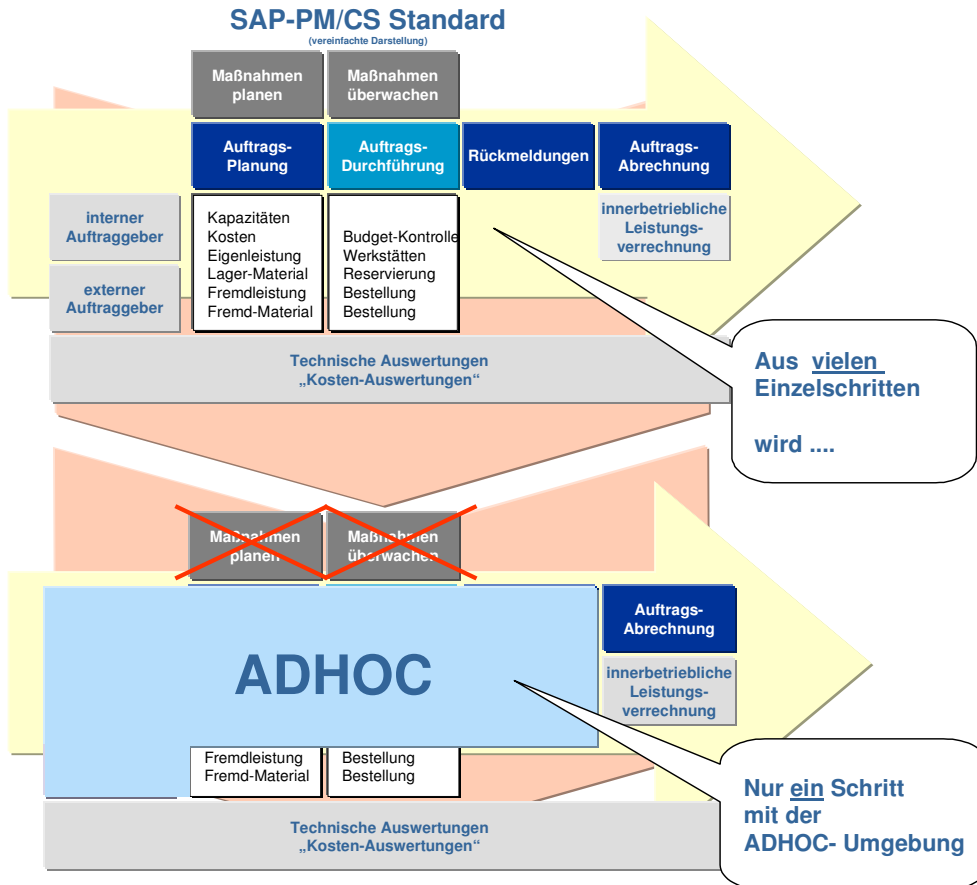 SAP-PM/CS Standard
(vereinfachte Darstellung)
Maßnahmen
planen
Maßnahmen
überwachen
Auftrags-
Planung
Auftrags-
Durchführung
Rückmeldungen
Auftrags-
Abrechnung
interner
Auftraggeber
externer
Auftraggeber
Kapazitäten
Kosten
Eigenleistung
Lager-Material
Fremdleistung
Fremd-Material
Budget-Kontrolle
Werkstätten
Reservierung
Bestellung
Bestellung
innerbetriebliche
Leistungs-
verrechnung
Technische Auswertungen
„Kosten-Auswertungen“
Aus vielen
Einzelschritten
wird ....
Maßnahmen
planen
Maßnahmen
überwachen
ADHOC
Auftrags-
Abrechnung
innerbetriebliche
Leistungs-
verrechnung
Fremdleistung
Fremd-Material
Bestellung
Bestellung
Technische Auswertungen
„Kosten-Auswertungen“
Nur ein Schritt
mit der
ADHOC- Umgebung